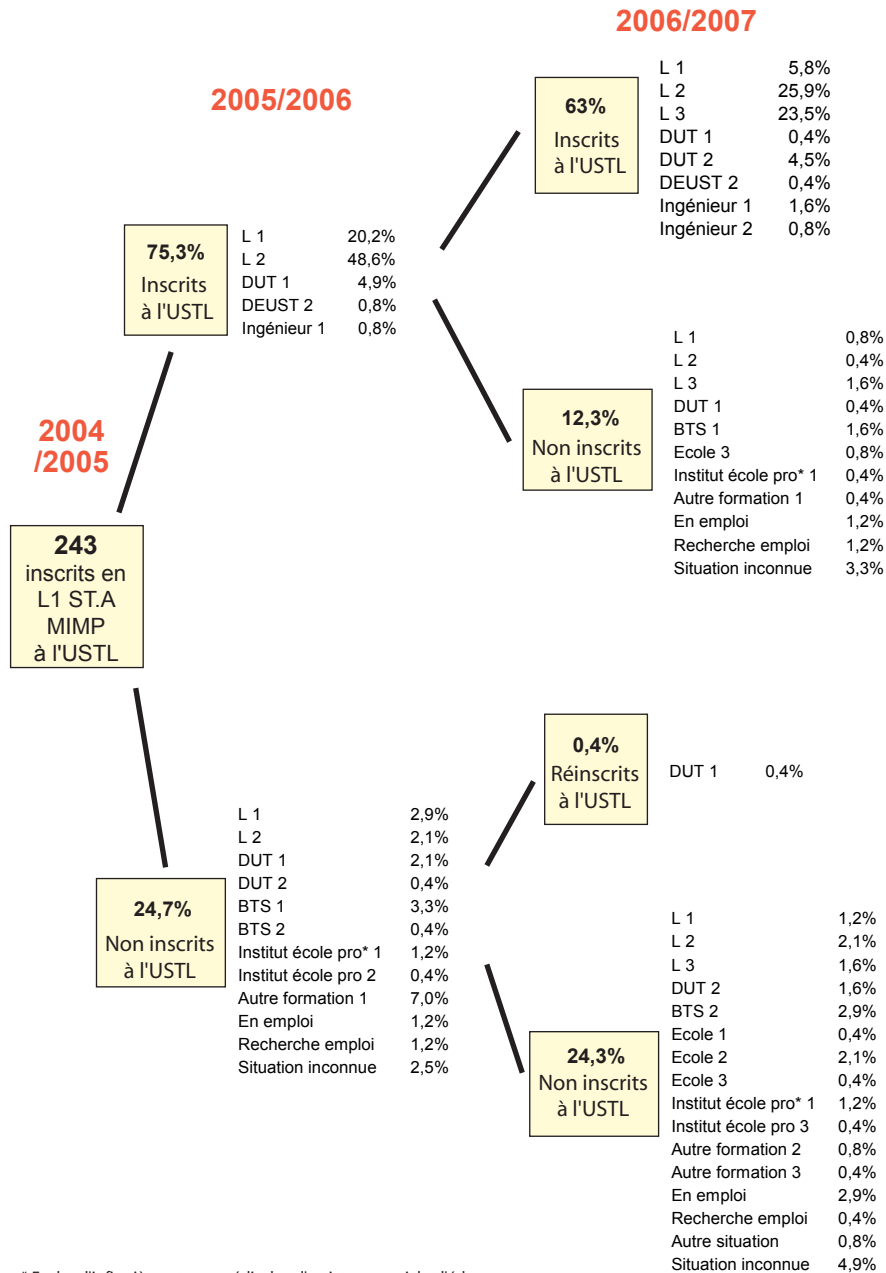 2004
/2005
243
inscrits en
L1 ST.A
MIMP
à l'USTL
2005/2006
75,3%
Inscrits
à l'USTL
L 1 20,2%
L 2 48,6%
DUT 1 4,9%
DEUST 2 0,8%
Ingénieur 1 0,8%
24,7%
Non inscrits
à l'USTL
L 1 2,9%
L 2 2,1%
DUT 1 2,1%
DUT 2 0,4%
BTS 1 3,3%
BTS 2 0,4%
Institut école pro* 1 1,2%
Institut école pro 2 0,4%
Autre formation 1 7,0%
En emploi 1,2%
Recherche emploi 1,2%
Situation inconnue 2,5%
2006/2007
63%
Inscrits
à l'USTL
L 1 5,8%
L 2 25,9%
L 3 23,5%
DUT 1 0,4%
DUT 2 4,5%
DEUST 2 0,4%
Ingénieur 1 1,6%
Ingénieur 2 0,8%
12,3%
Non inscrits
à l'USTL
L 1 0,8%
L 2 0,4%
L 3 1,6%
DUT 1 0,4%
BTS 1 1,6%
Ecole 3 0,8%
Institut école pro* 1 0,4%
Autre formation 1 0,4%
En emploi 1,2%
Recherche emploi 1,2%
Situation inconnue 3,3%
0,4%
Réinscrits
à l'USTL
DUT 1 0,4%
24,3%
Non inscrits
à l'USTL
L 1 1,2%
L 2 2,1%
L 3 1,6%
DUT 2 1,6%
BTS 2 2,9%
Ecole 1 0,4%
Ecole 2 2,1%
Ecole 3 0,4%
Institut école pro* 1 1,2%
Institut école pro 3 0,4%
Autre formation 2 0,8%
Autre formation 3 0,4%
En emploi 2,9%
Recherche emploi 0,4%
Autre situation 0,8%
Situation inconnue 4,9%